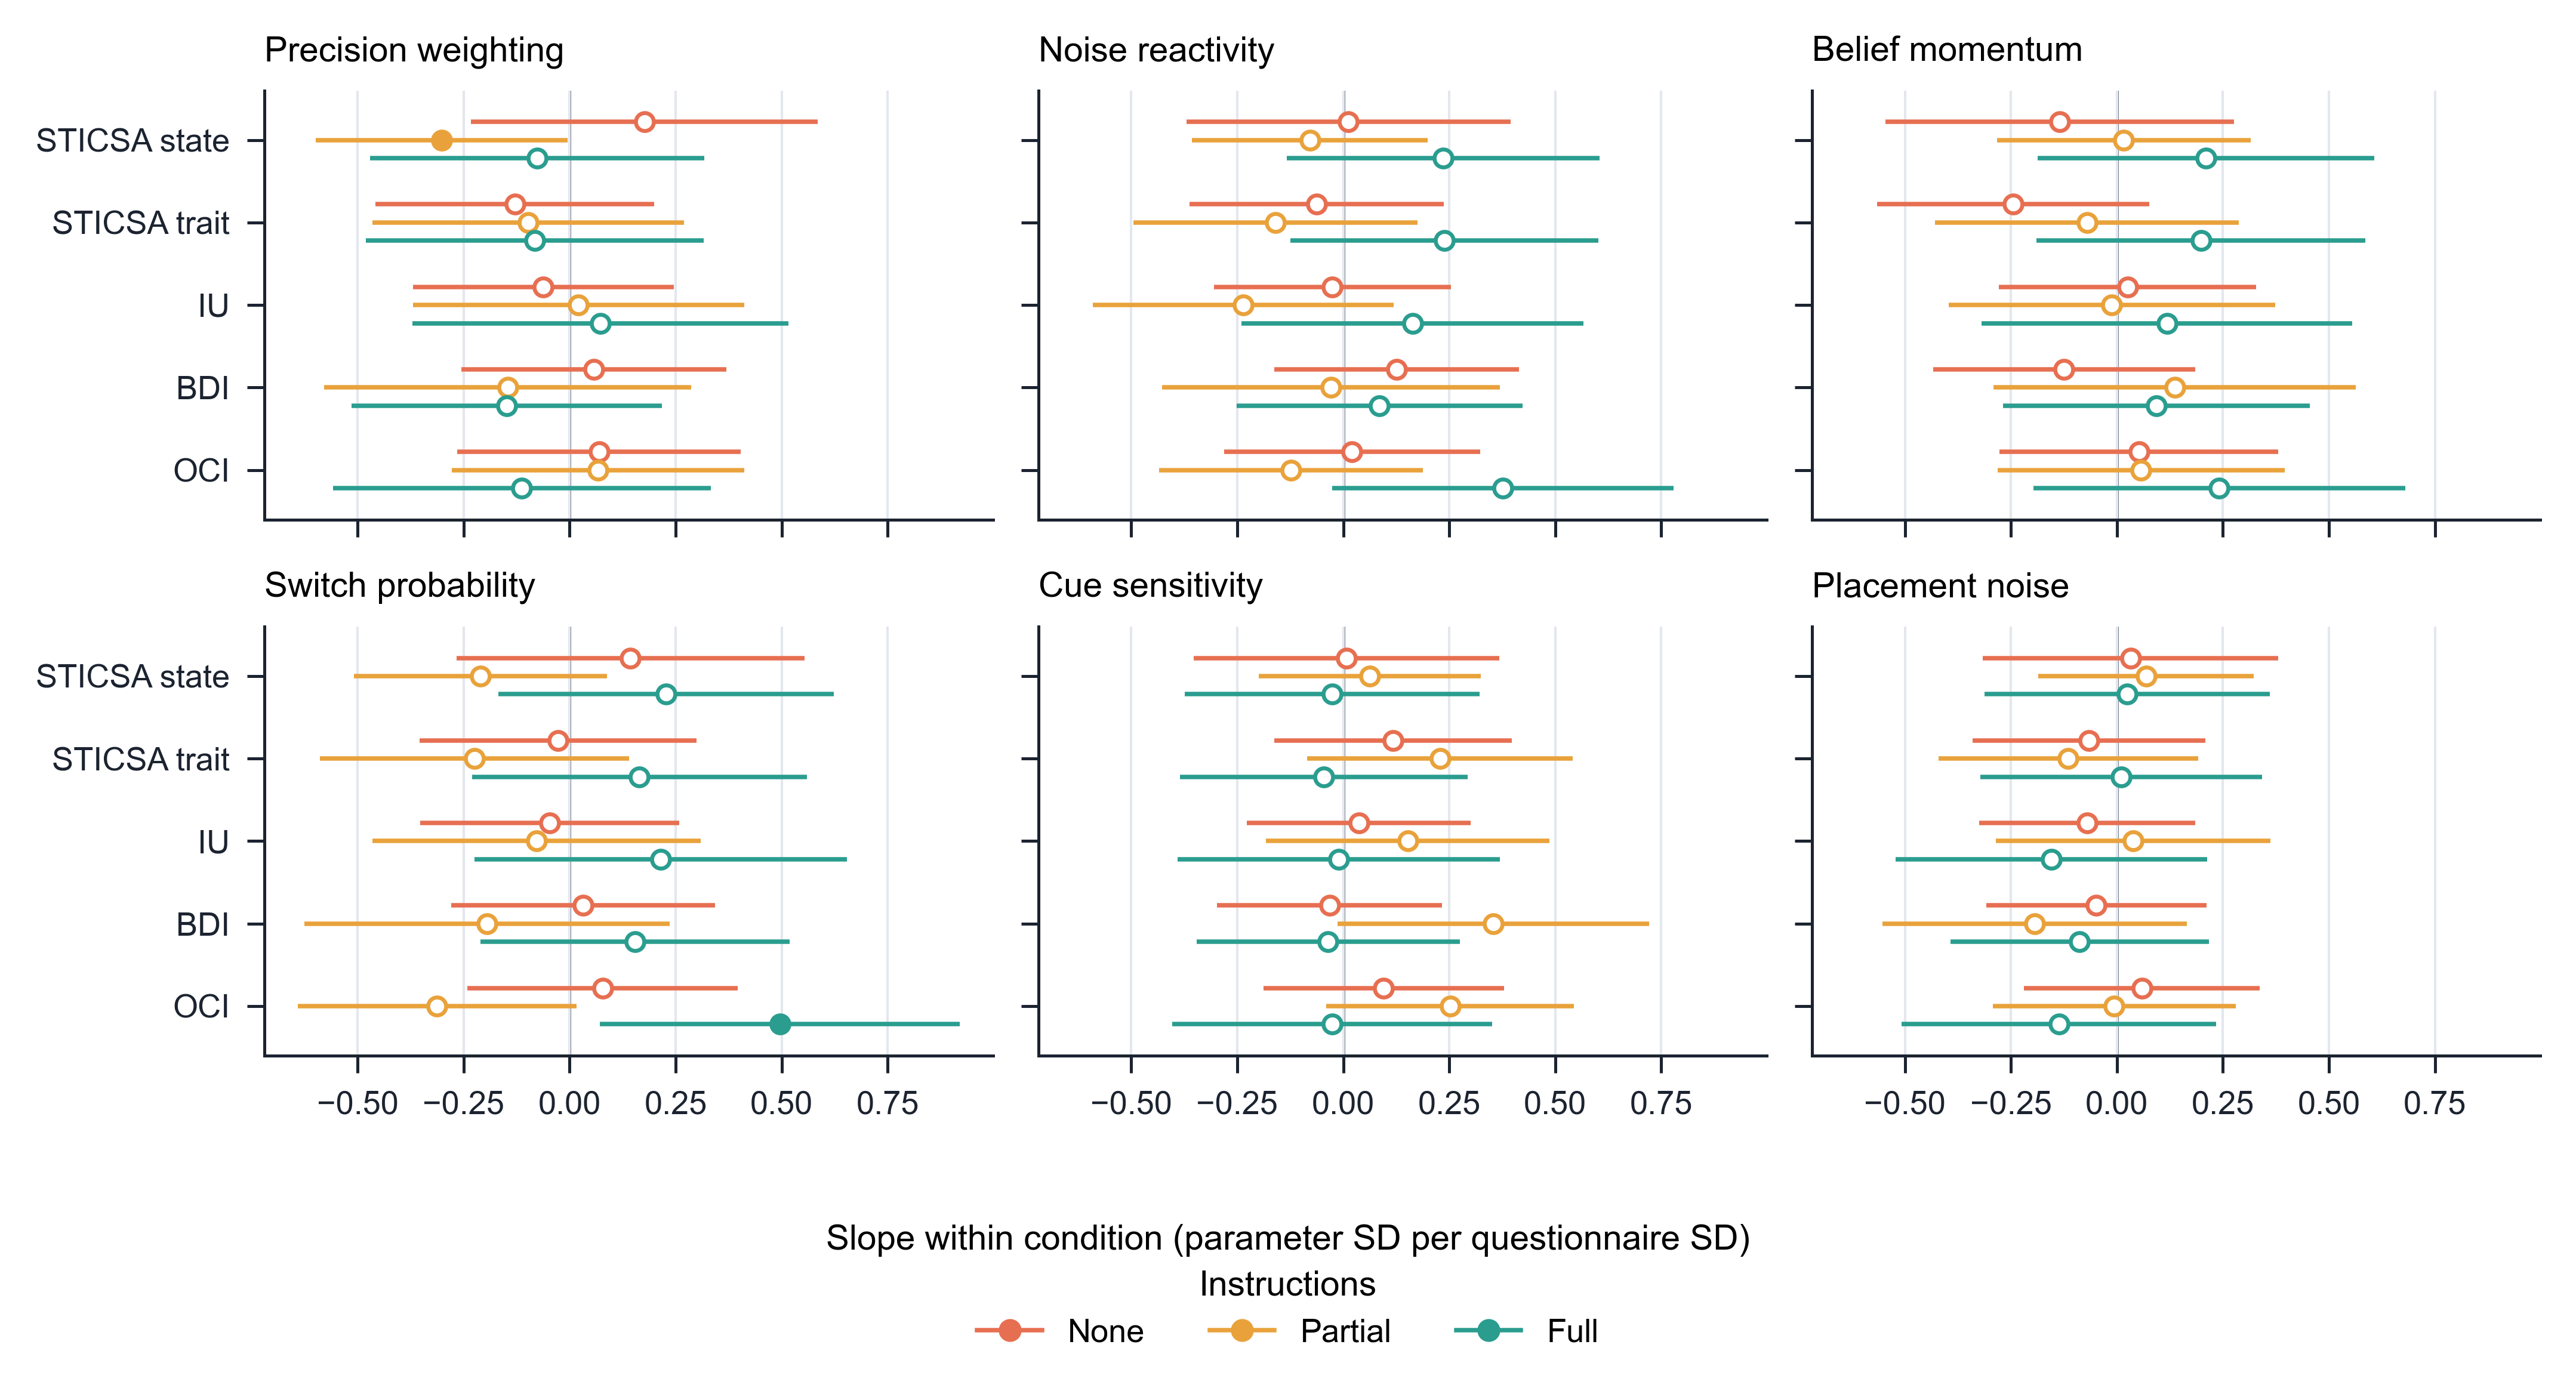 Precision weighting
Noise reactivity
Belief momentum
STICSA state
STICSA trait
IU
BDI
OCI
Switch probability
Cue sensitivity
Placement noise
STICSA state
STICSA trait
IU
BDI
OCI
−0.50 −0.25 0.00 0.25 0.50 0.75
−0.50 −0.25 0.00 0.25 0.50 0.75
−0.50 −0.25 0.00 0.25 0.50 0.75
Slope within condition (parameter SD per questionnaire SD)
Instructions
None Partial Full